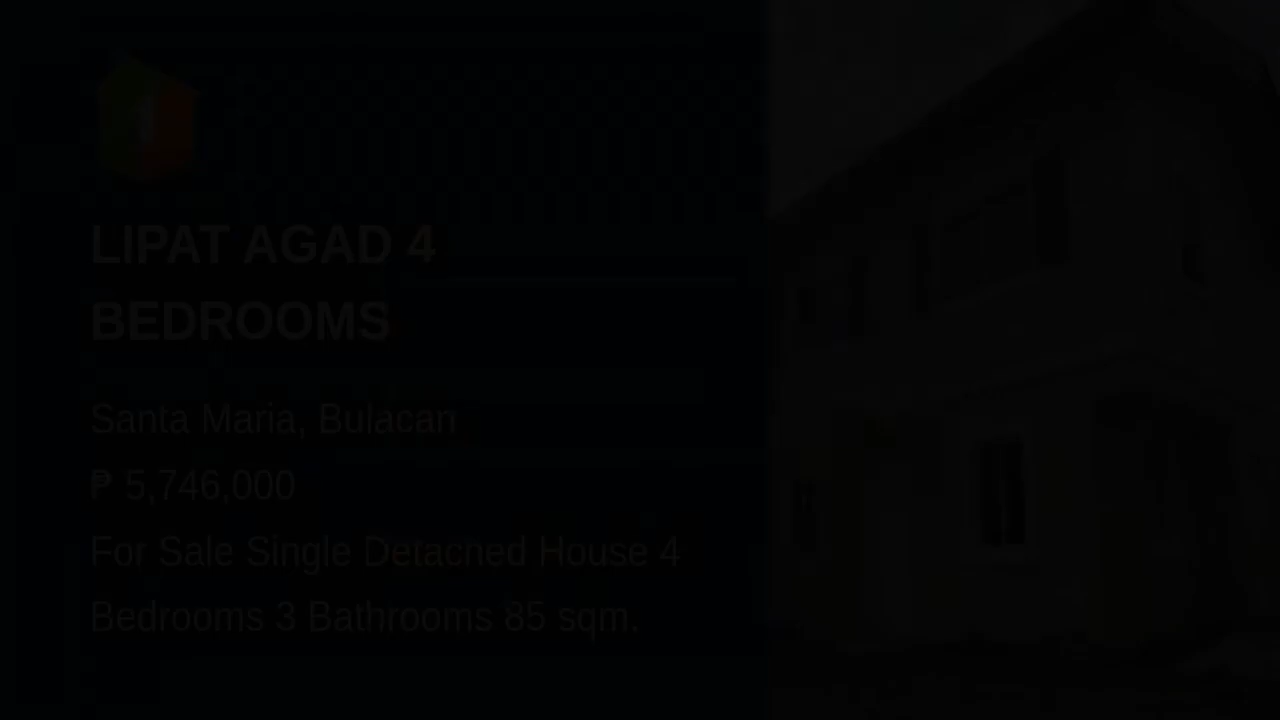 LIPAT AGAD 4
BEDROOMS
Santa Maria, Bulacan
₱ 5,746,000
For Sale Single Detached House 4
Bedrooms 3 Bathrooms 85 sqm.